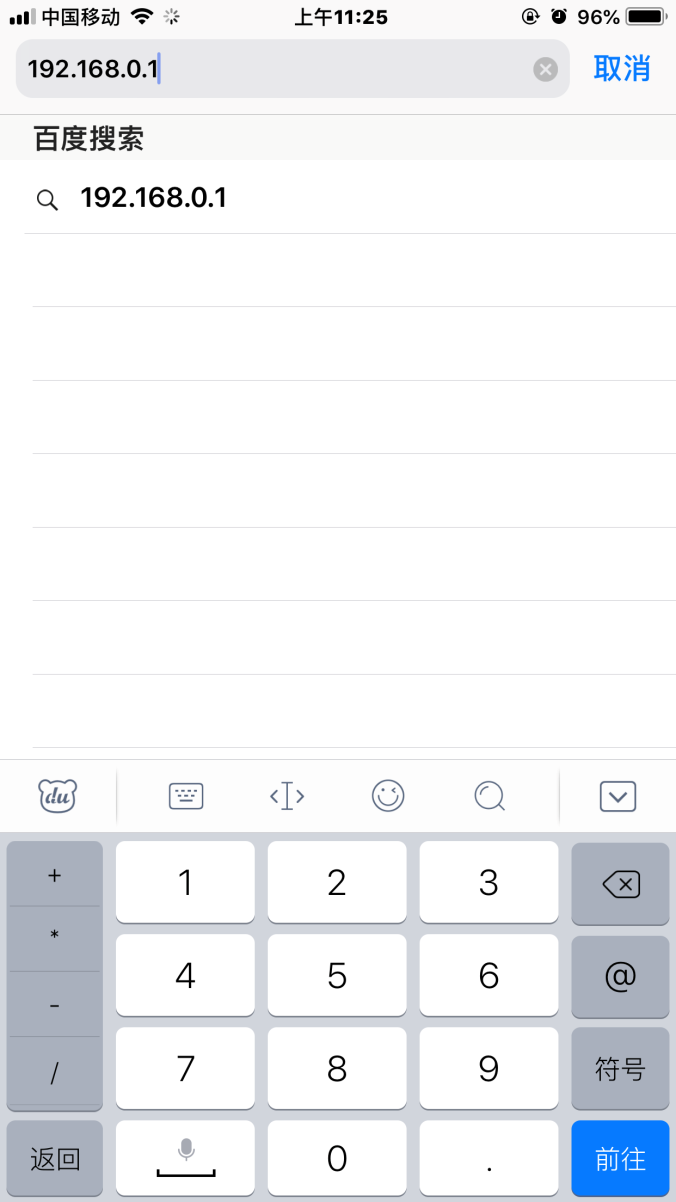 中国移动 上午11:25 96%
192.168.0.1 取消
百度搜索
192.168.0.1
du
+ 1 2 3
* 4 5 6 @
- 7 8 9 符号
/
返回 0 . 前往